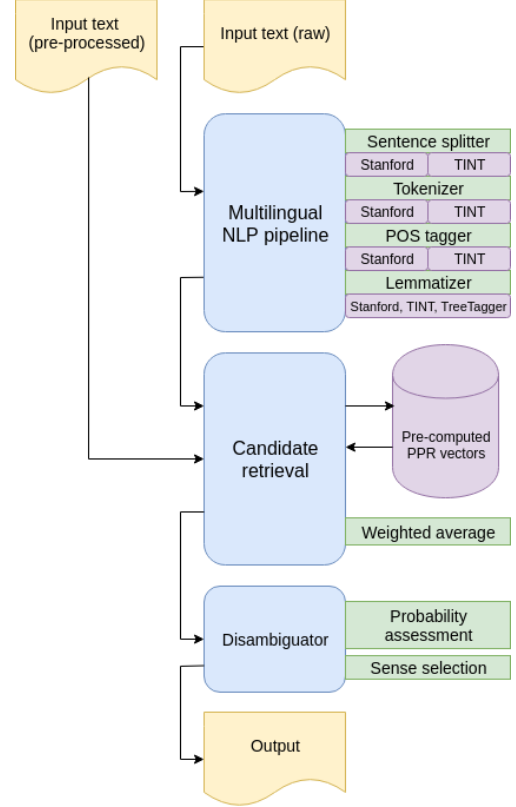 Input text
(pre-processed)
Input text (raw)
Multilingual
NLP pipeline
Sentence splitter
Stanford
TINT
Tokenizer
Stanford
TINT
POS tagger
Stanford
TINT
Lemmatizer
Stanford, TINT, TreeTagger
Candidate
retrieval
Pre-computed
PPR vectors
Weighted average
Disambiguator
Probability
assessment
Sense selection
Output